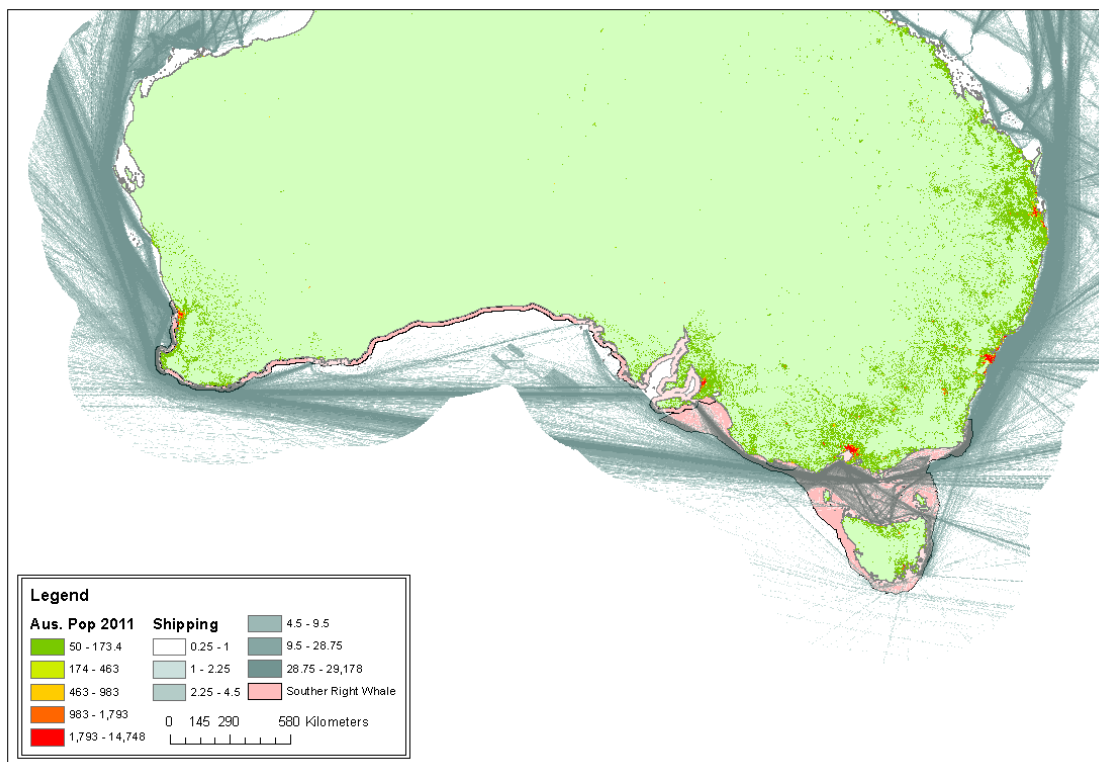 Legend
Aus. Pop 2011
50 - 173.4
174 - 463
463 - 983
983 - 1,793
1,793 - 14,748
Shipping
0.25 - 1
1 - 2.25
2.25 - 4.5
4.5 - 9.5
9.5 - 28.75
28.75 - 29,178
Souther Right Whale
0 145 290 580 Kilometers